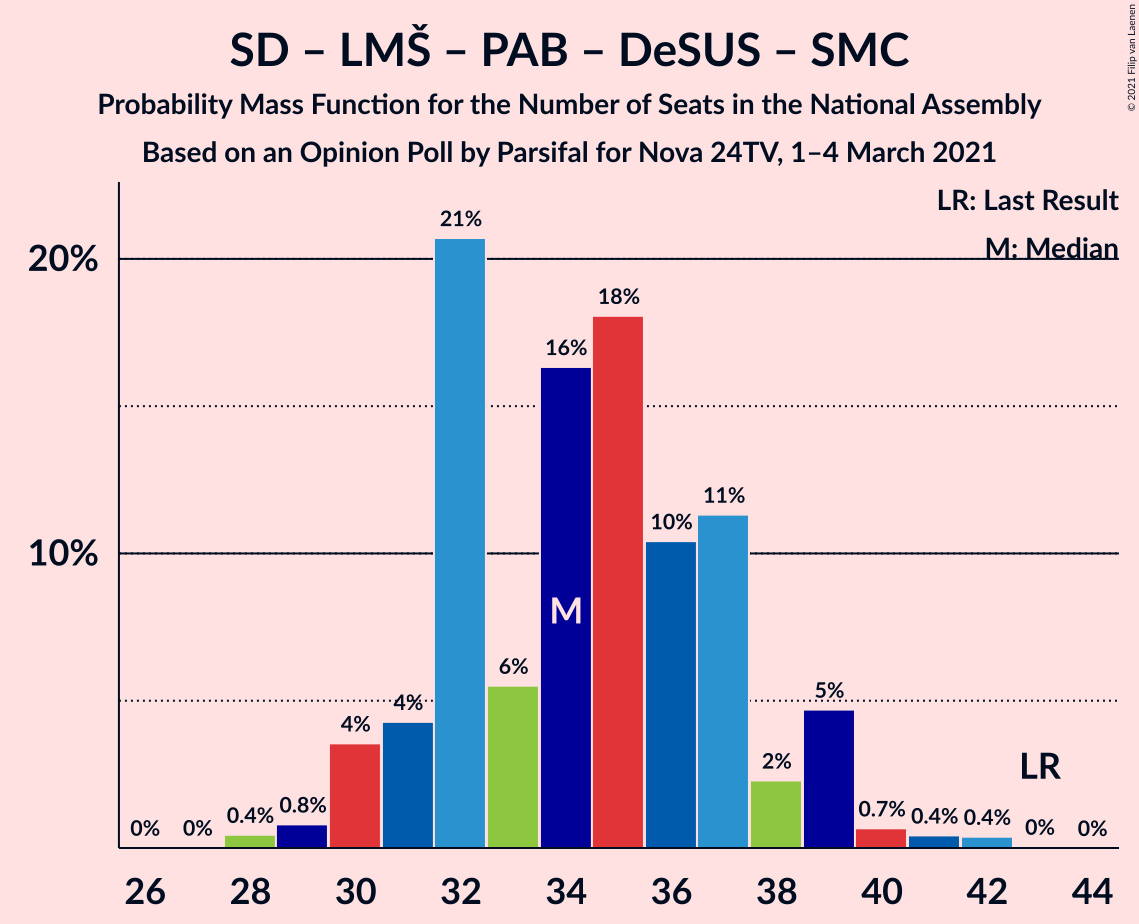 SD – LMŠ – PAB – DeSUS – SMC
Probability Mass Function for the Number of Seats in the National Assembly
Based on an Opinion Poll by Parsifal for Nova 24TV, 1–4 March 2021
© 2021 Filip van Laenen
LR: Last Result
M: Median
20%
10%
0% 0% 0.4% 0.8% 4% 4% 21% 6% 16% 18% 10% 11% 2% 5% 0.7% 0.4% 0.4% 0% 0%
M
LR
26 28 30 32 34 36 38 40 42 44